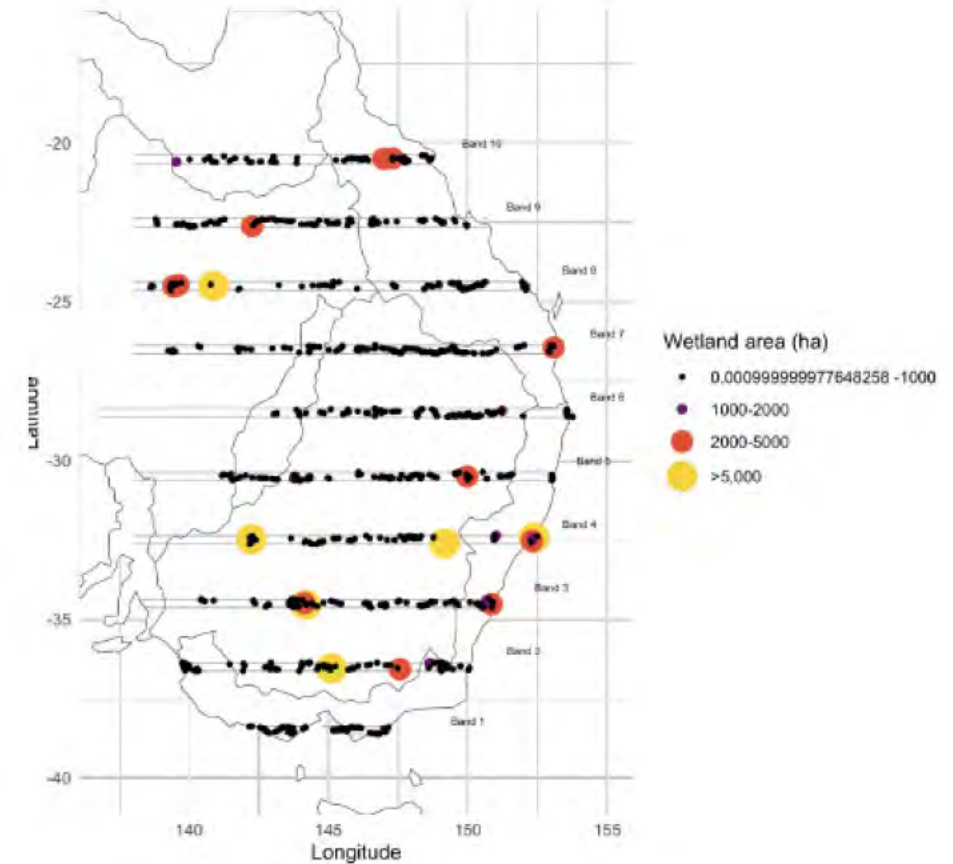 -20
Band 10
Band 9
Band 8
-25
Band 7
Band 6
-30
Band 5
Band 4
Band 3
-35
Band 2
Band 1
-40
Latitude
140
145
150
155
Longitude
Wetland area (ha)
0.000999999977648258 -1000
1000-2000
2000-5000
>5,000